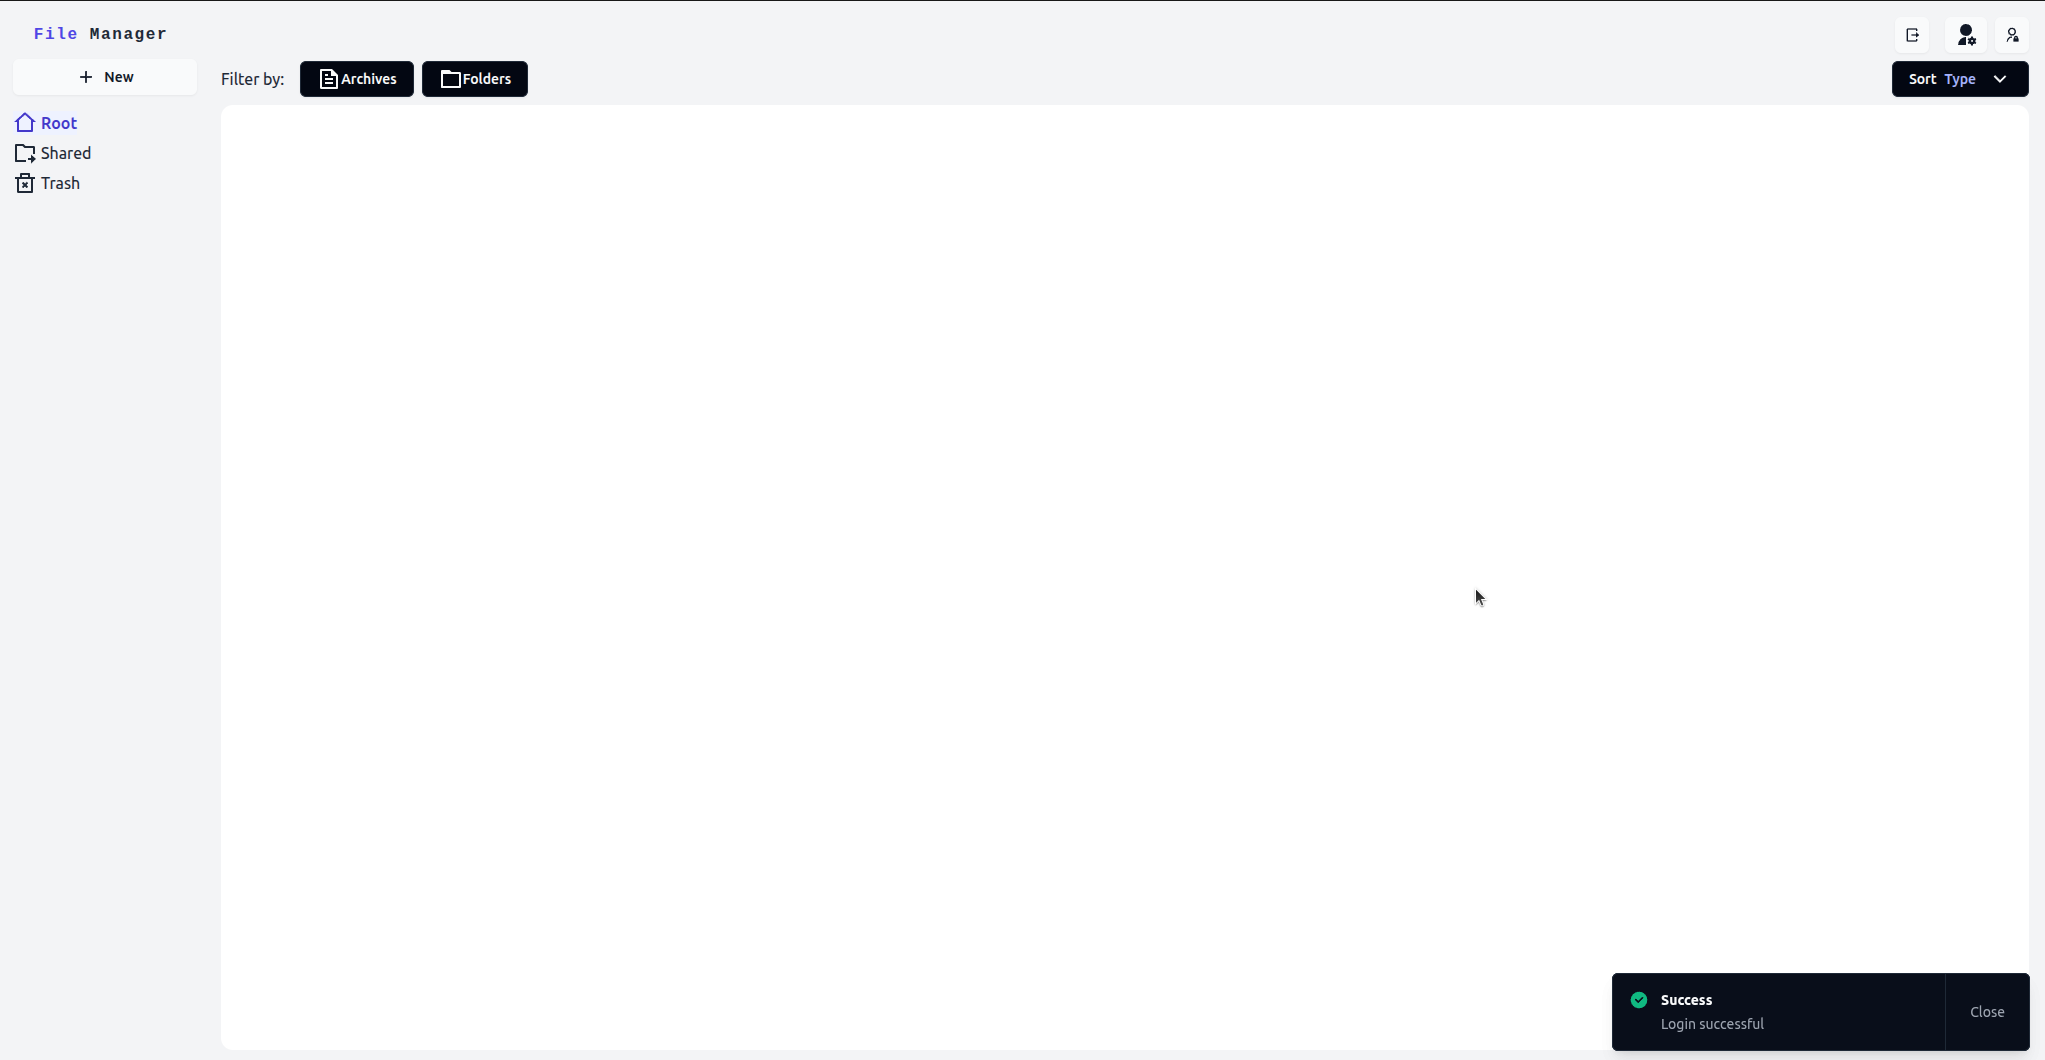 File Manager
New
Filter by:
Archives
Folders
Sort Type
Root
Shared
Trash
Success
Login successful
Close